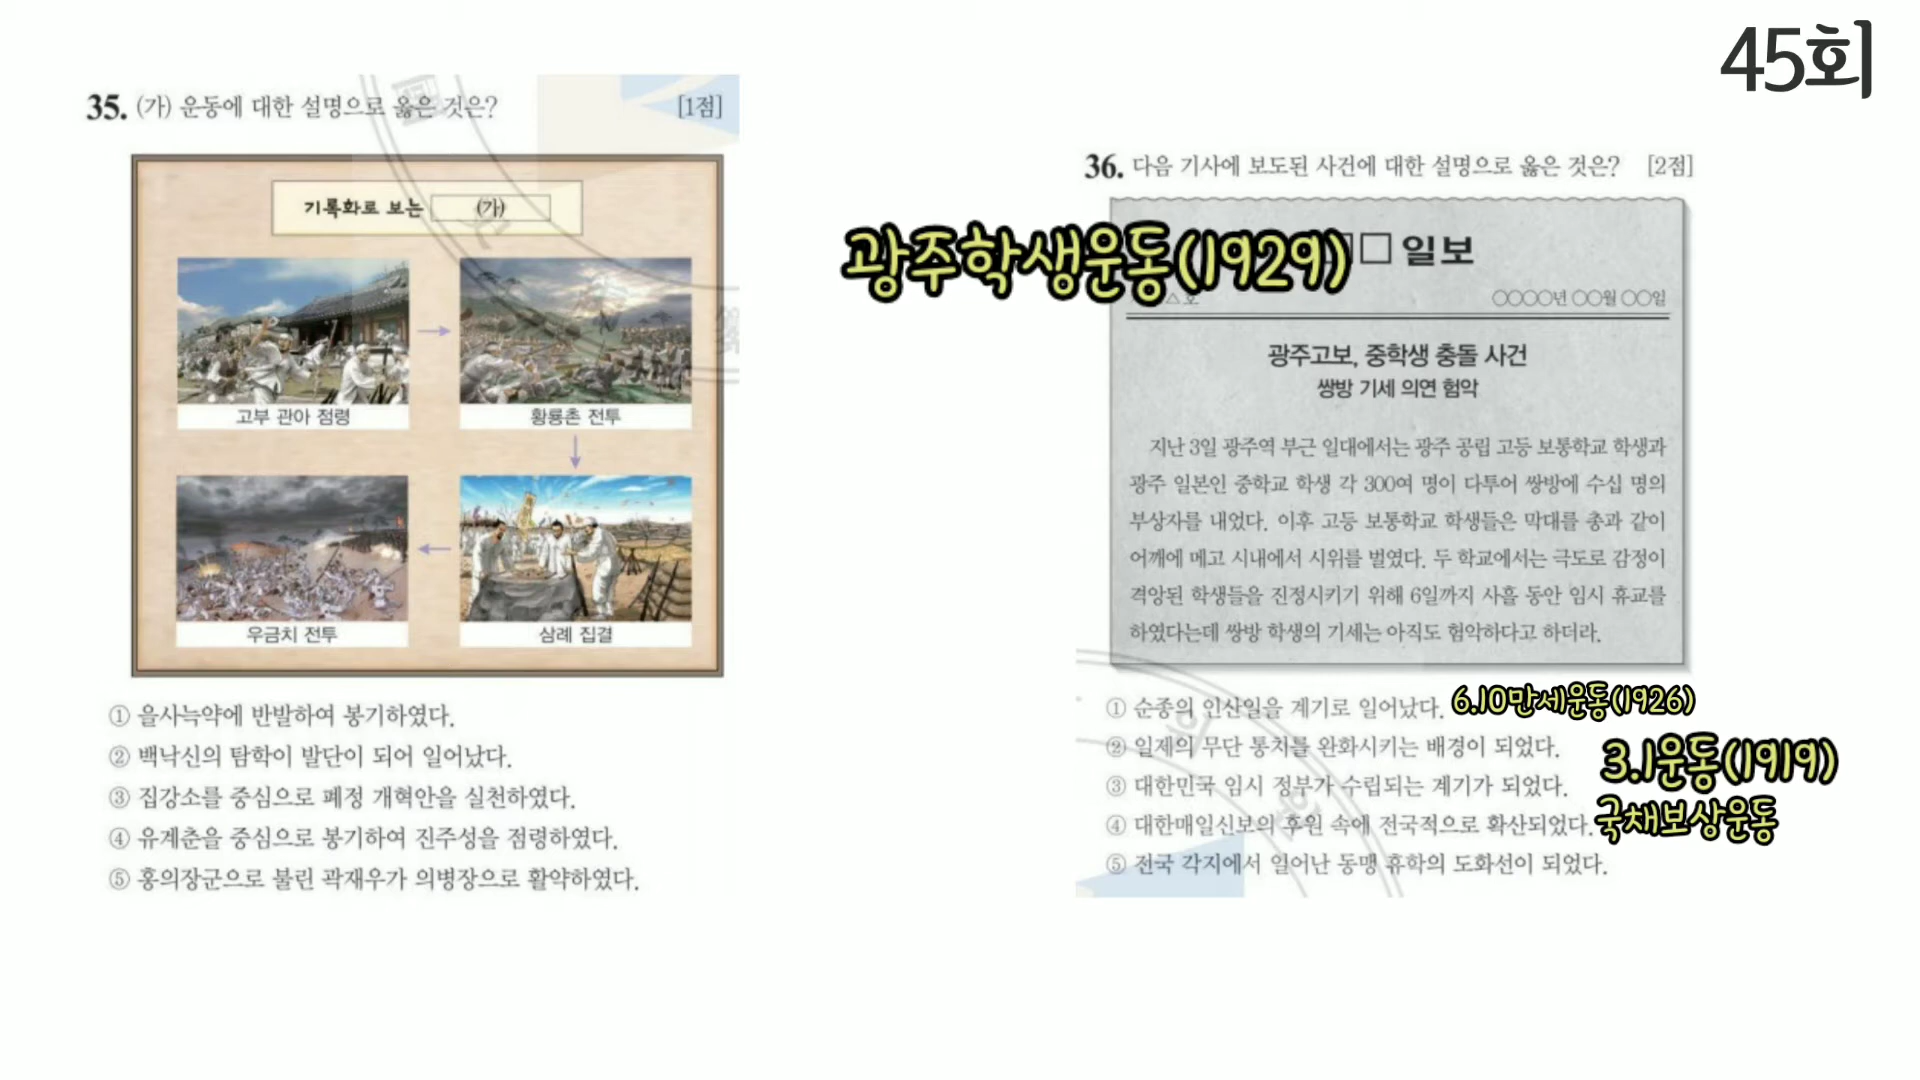 45회
35. (가) 운동에 대한 설명으로 옳은 것은? [1점]
기록화로 보는 (가)
고부 관아 점령
황룡촌 전투
우금치 전투
삼례 집결
① 을사늑약에 반발하여 봉기하였다.
② 백낙신의 탐학이 발단이 되어 일어났다.
③ 집강소를 중심으로 폐정 개혁안을 실천하였다.
④ 유계춘을 중심으로 봉기하여 진주성을 점령하였다.
⑤ 홍의장군으로 불린 곽재우가 의병장으로 활약하였다.
36. 다음 기사에 보도된 사건에 대한 설명으로 옳은 것은? [2점]
광주학생운동(1929)
□일보
△호 ○○○○년 ○○월 ○○일
광주고보, 중학생 충돌 사건
쌍방 기세 의연 험악
지난 3일 광주역 부근 일대에서는 광주 공립 고등 보통학교 학생과
광주 일본인 중학교 학생 각 300여 명이 다투어 쌍방에 수십 명의
부상자를 내었다. 이후 고등 보통학교 학생들은 막대를 총과 같이
어깨에 메고 시내에서 시위를 벌였다. 두 학교에서는 극도로 감정이
격앙된 학생들을 진정시키기 위해 6일까지 사흘 동안 임시 휴교를
하였다는데 쌍방 학생의 기세는 아직도 험악하다고 하더라.
① 순종의 인산일을 계기로 일어났다. 6.10만세운동(1926)
② 일제의 무단 통치를 완화시키는 배경이 되었다.
3.1운동(1919)
③ 대한민국 임시 정부가 수립되는 계기가 되었다.
④ 대한매일신보의 후원 속에 전국적으로 확산되었다. 국채보상운동
⑤ 전국 각지에서 일어난 동맹 휴학의 도화선이 되었다.